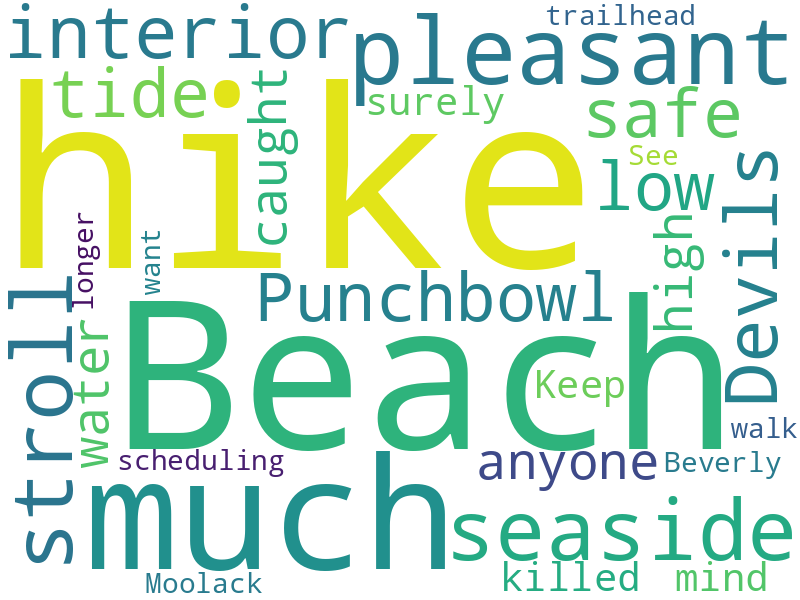 interior
trailhead
pleasant
tide
caught
surely
safe
hike
See
low
Devils
longer
want
high
stroll
Punchbowl
Beach
water
Keep
walk
scheduling
anyone
Beverly
much
seaside
Moolack
killed
mind